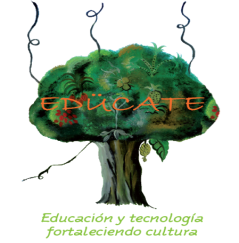 EDÜCATE
Educación y tecnología
fortaleciendo cultura